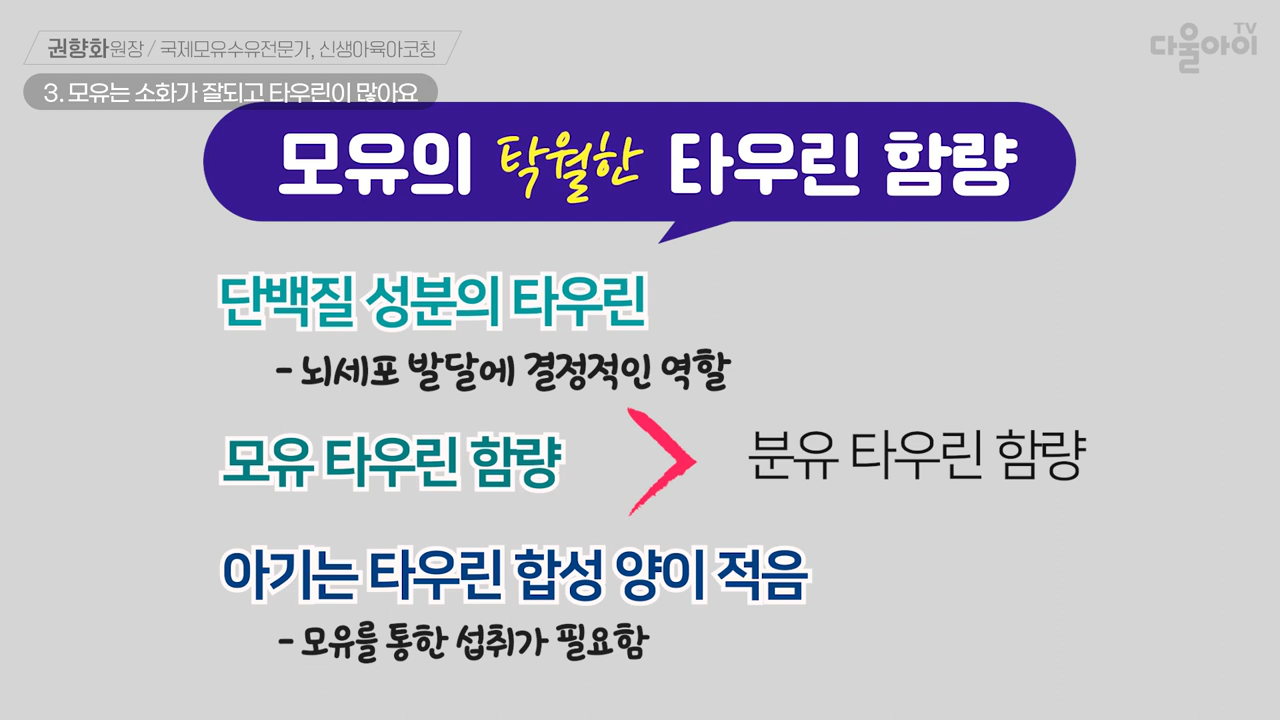 권향화원장 / 국제모유수유전문가, 신생아육아코칭
다울아이 TV
3. 모유는 소화가 잘되고 타우린이 많아요
모유의 탁월한 타우린 함량
단백질 성분의 타우린
- 뇌세포 발달에 결정적인 역할
모유 타우린 함량 > 분유 타우린 함량
아기는 타우린 합성 양이 적음
- 모유를 통한 섭취가 필요함